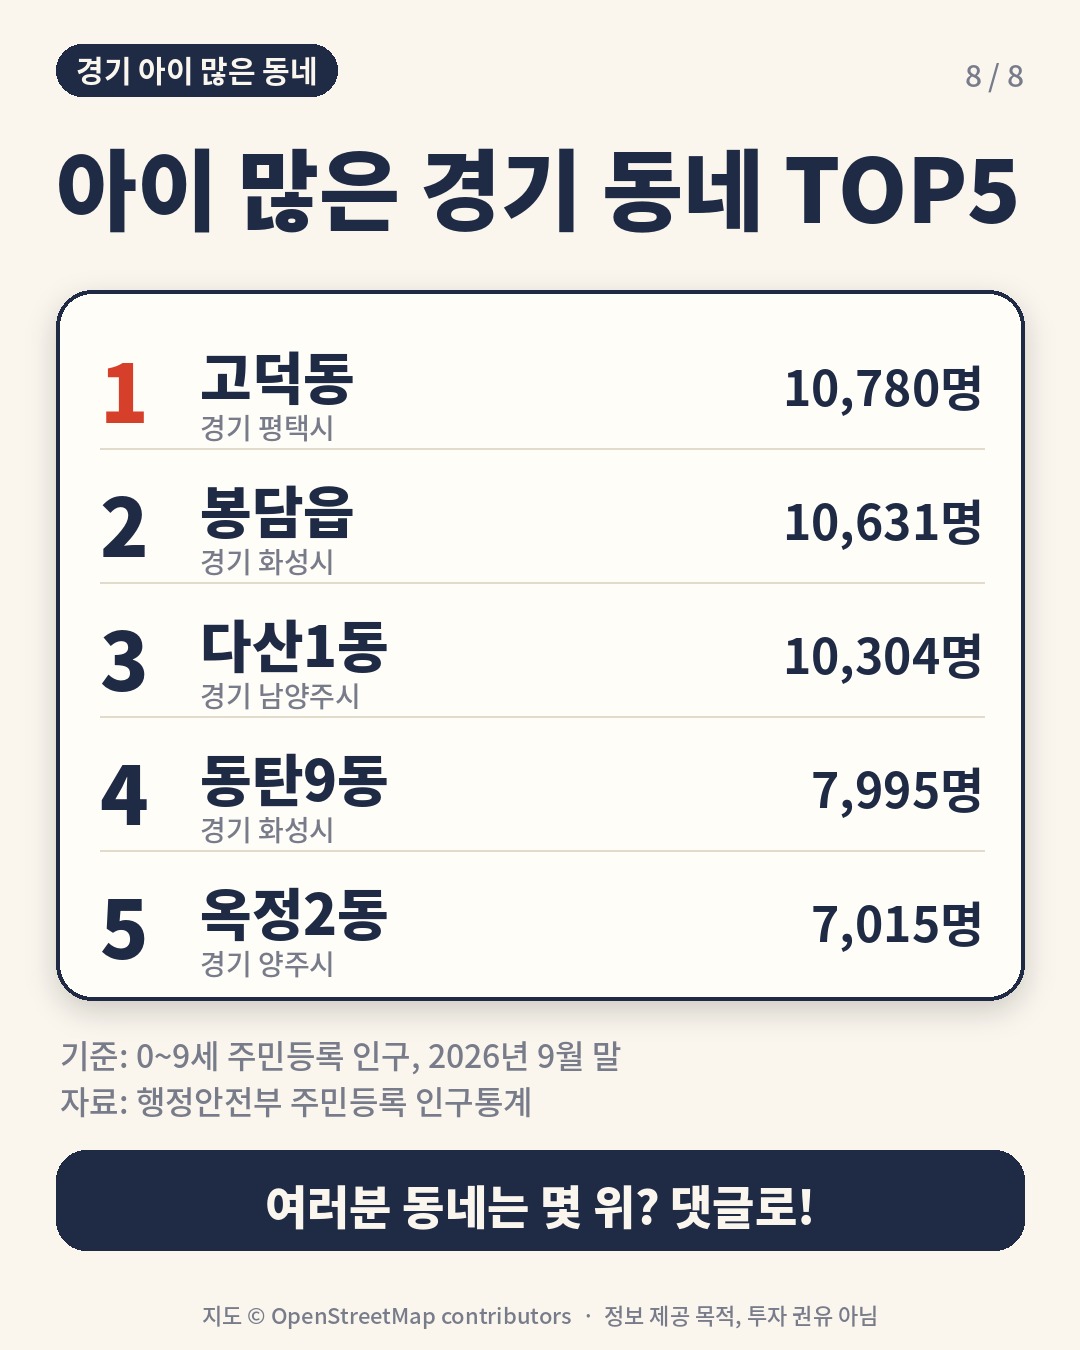 경기 아이 많은 동네
8 / 8
아이 많은 경기 동네 TOP5
1
고덕동
경기 평택시
10,780명
2
봉담읍
경기 화성시
10,631명
3
다산1동
경기 남양주시
10,304명
4
동탄9동
경기 화성시
7,995명
5
옥정2동
경기 양주시
7,015명
기준: 0~9세 주민등록 인구, 2026년 9월 말
자료: 행정안전부 주민등록 인구통계
여러분 동네는 몇 위? 댓글로!
지도 © OpenStreetMap contributors · 정보 제공 목적, 투자 권유 아님